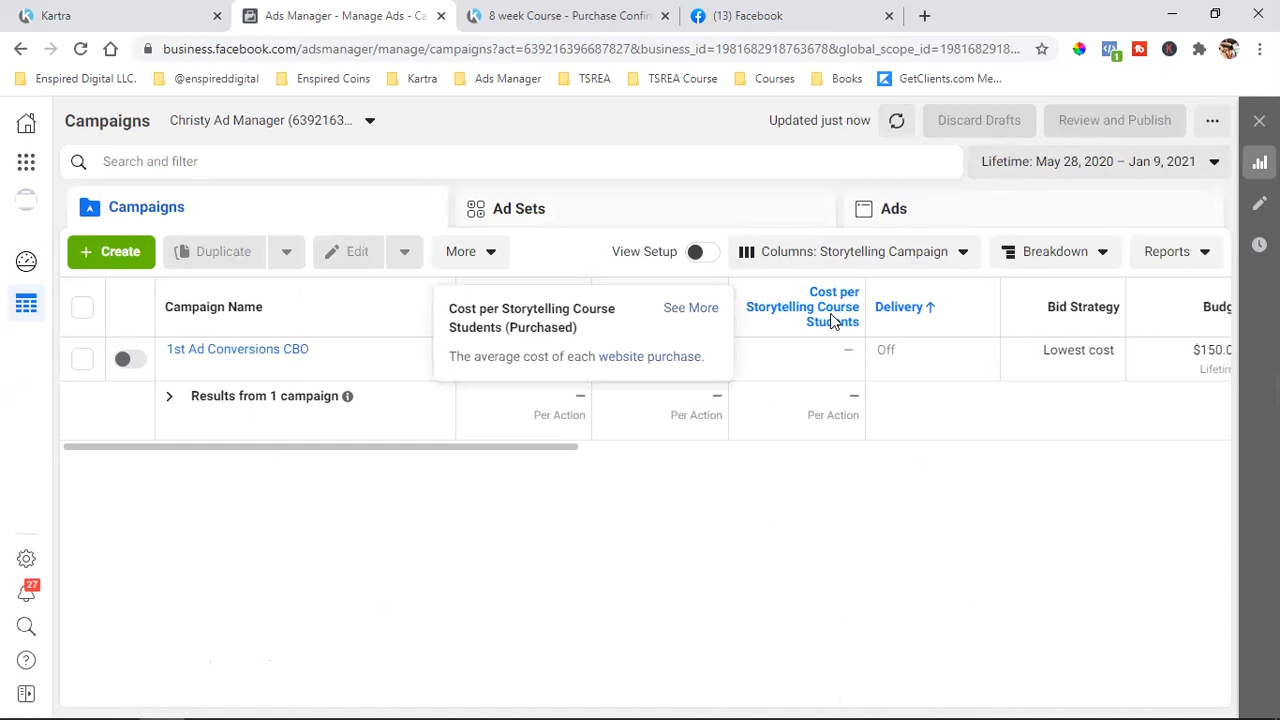 Kartra
Ads Manager - Manage Ads - Ca
8 week Course - Purchase Confir
(13) Facebook
business.facebook.com/adsmanager/manage/campaigns?act=639216396687827&business_id=1981682918763678&global_scope_id=1981682918...
1
Enspired Digital LLC.
@enspireddigital
Enspired Coins
Kartra
Ads Manager
TSREA
TSREA Course
Courses
Books
GetClients.com Me...
Campaigns
Christy Ad Manager (6392163...
Updated just now
Discard Drafts
Review and Publish
Search and filter
Lifetime: May 28, 2020 – Jan 9, 2021
Campaigns
Ad Sets
Ads
+ Create
Duplicate
Edit
More
View Setup
Columns: Storytelling Campaign
Breakdown
Reports
Campaign Name
Cost per Storytelling Course
Students (Purchased)
See More
The average cost of each website purchase.
Cost per
Storytelling Course
Students
Delivery ↑
Bid Strategy
Budg
1st Ad Conversions CBO
—
Off
Lowest cost
$150.0
Lifetim
Results from 1 campaign
—
Per Action
—
Per Action
—
Per Action
27